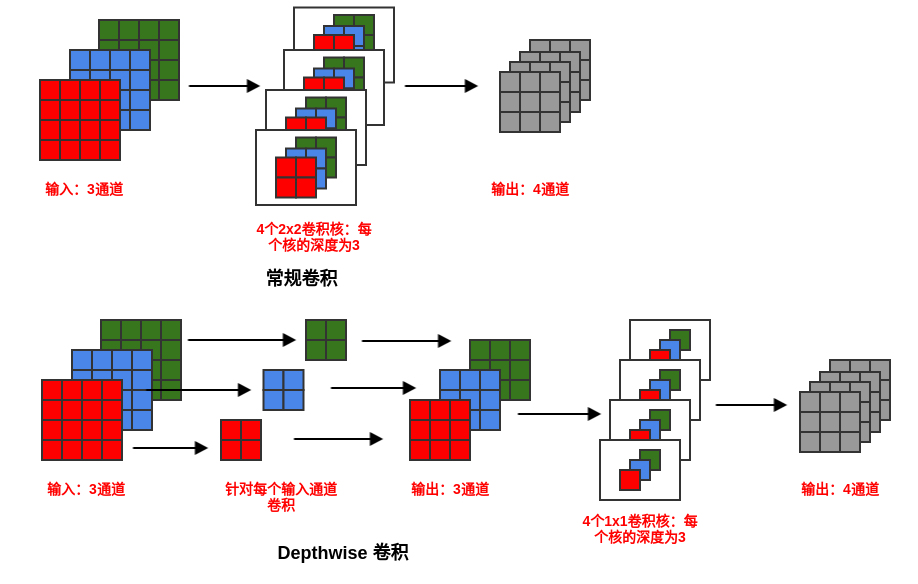 输入：3通道
4个2x2卷积核：每
个核的深度为3
输出：4通道
常规卷积
输入：3通道
针对每个输入通道
卷积
输出：3通道
4个1x1卷积核：每
个核的深度为3
输出：4通道
Depthwise 卷积